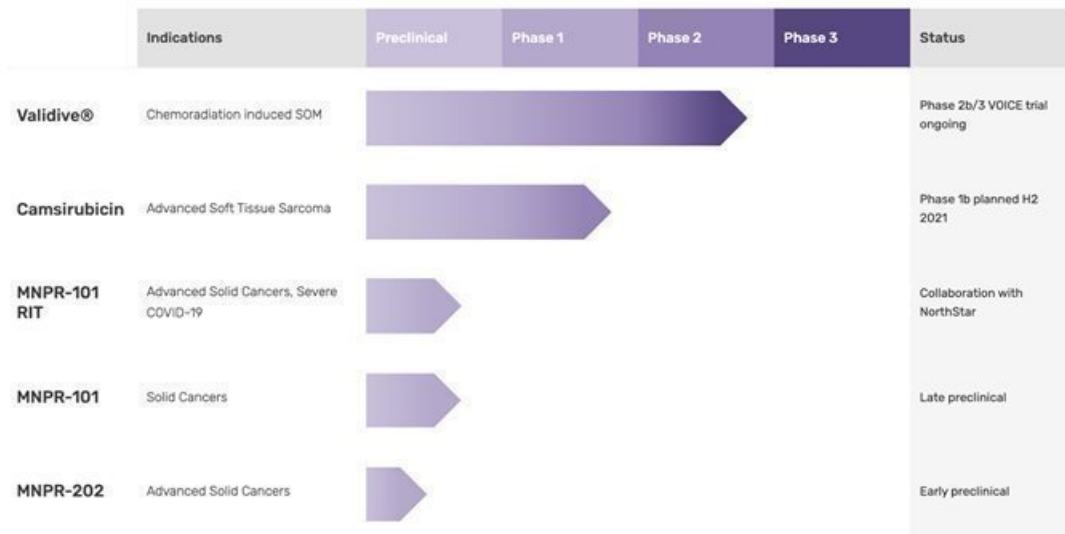 Indications Preclinical Phase 1 Phase 2 Phase 3 Status
Validive® Chemoradiation induced SOM Phase 2b/3 VOICE trial
ongoing
Camsirubicin Advanced Soft Tissue Sarcoma Phase 1b planned H2
2021
MNPR-101
RIT
Advanced Solid Cancers, Severe
COVID-19
Collaboration with
NorthStar
MNPR-101 Solid Cancers Late preclinical
MNPR-202 Advanced Solid Cancers Early preclinical